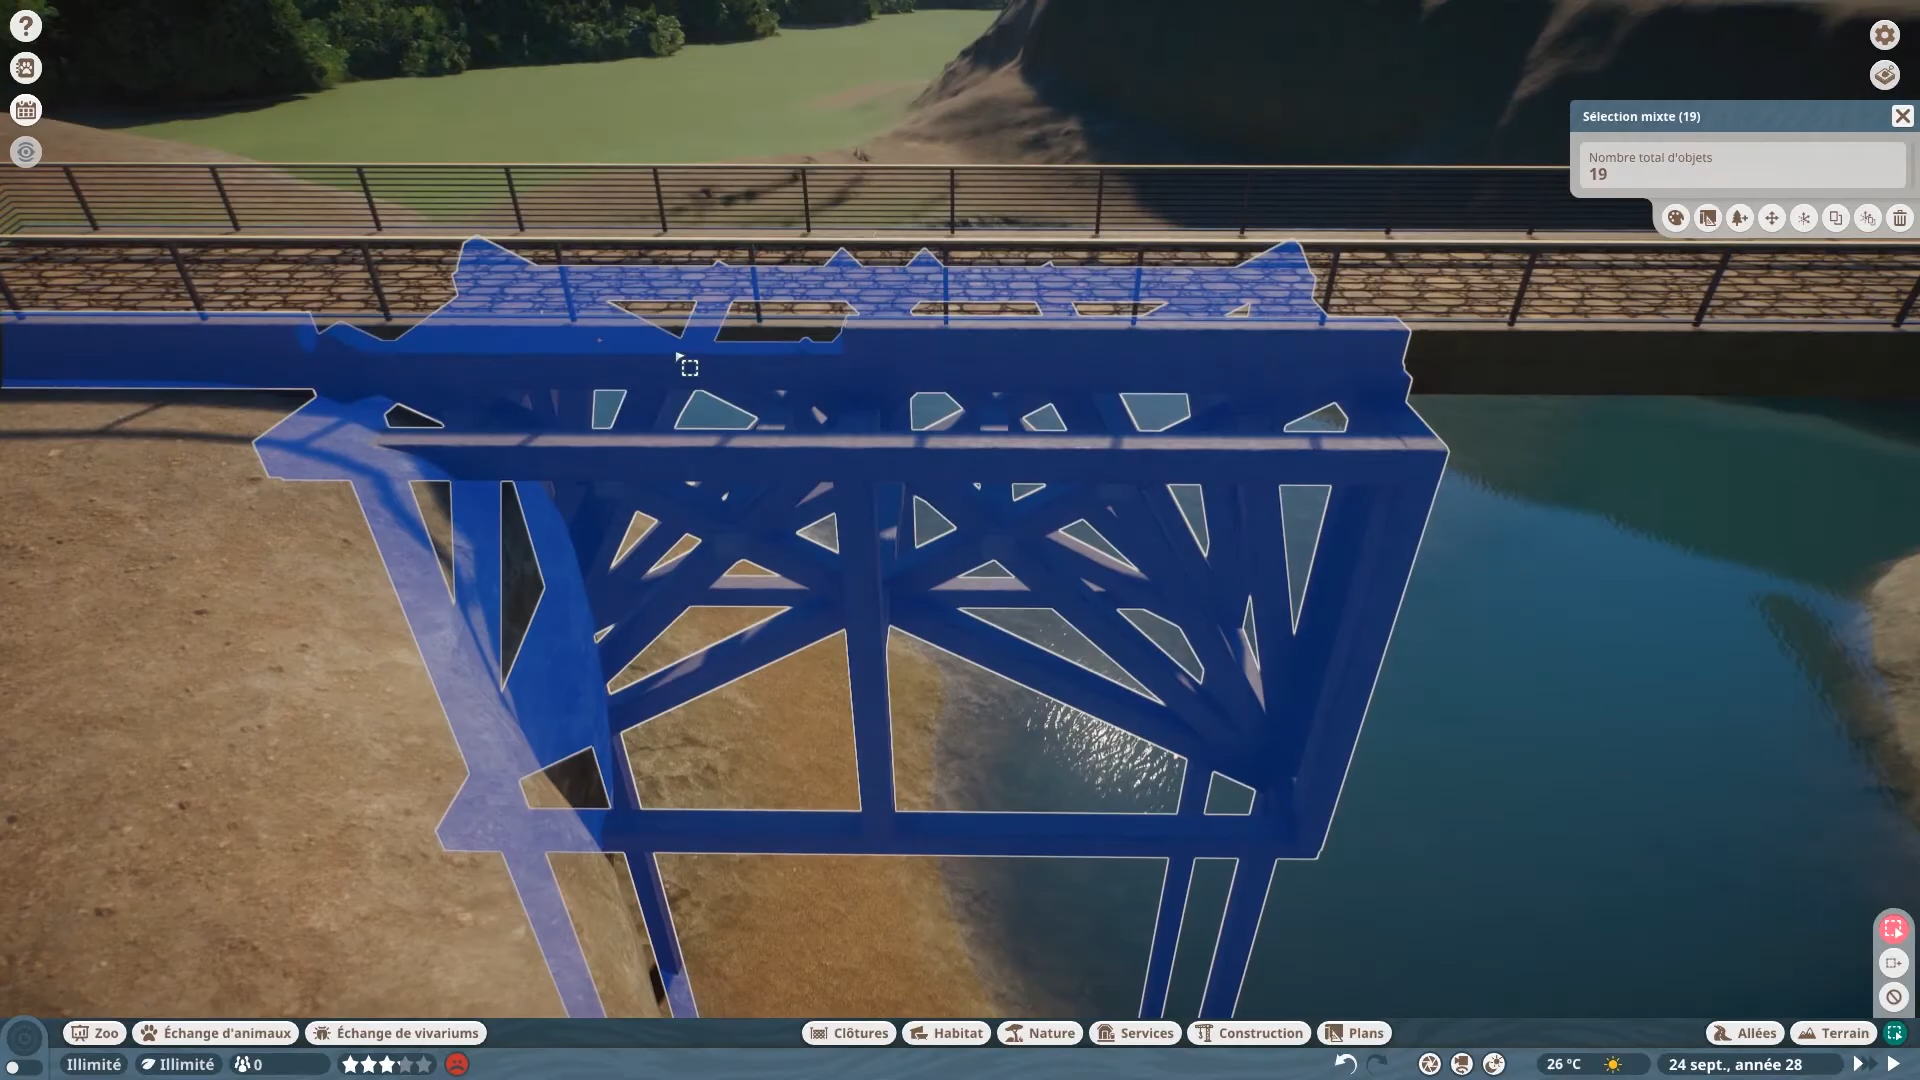 ?
Sélection mixte (19)
Nombre total d'objets
19
Zoo
Échange d'animaux
Échange de vivariums
Clôtures
Habitat
Nature
Services
Construction
Plans
Allées
Terrain
Illimité
Illimité
0
26 °C
24 sept., année 28